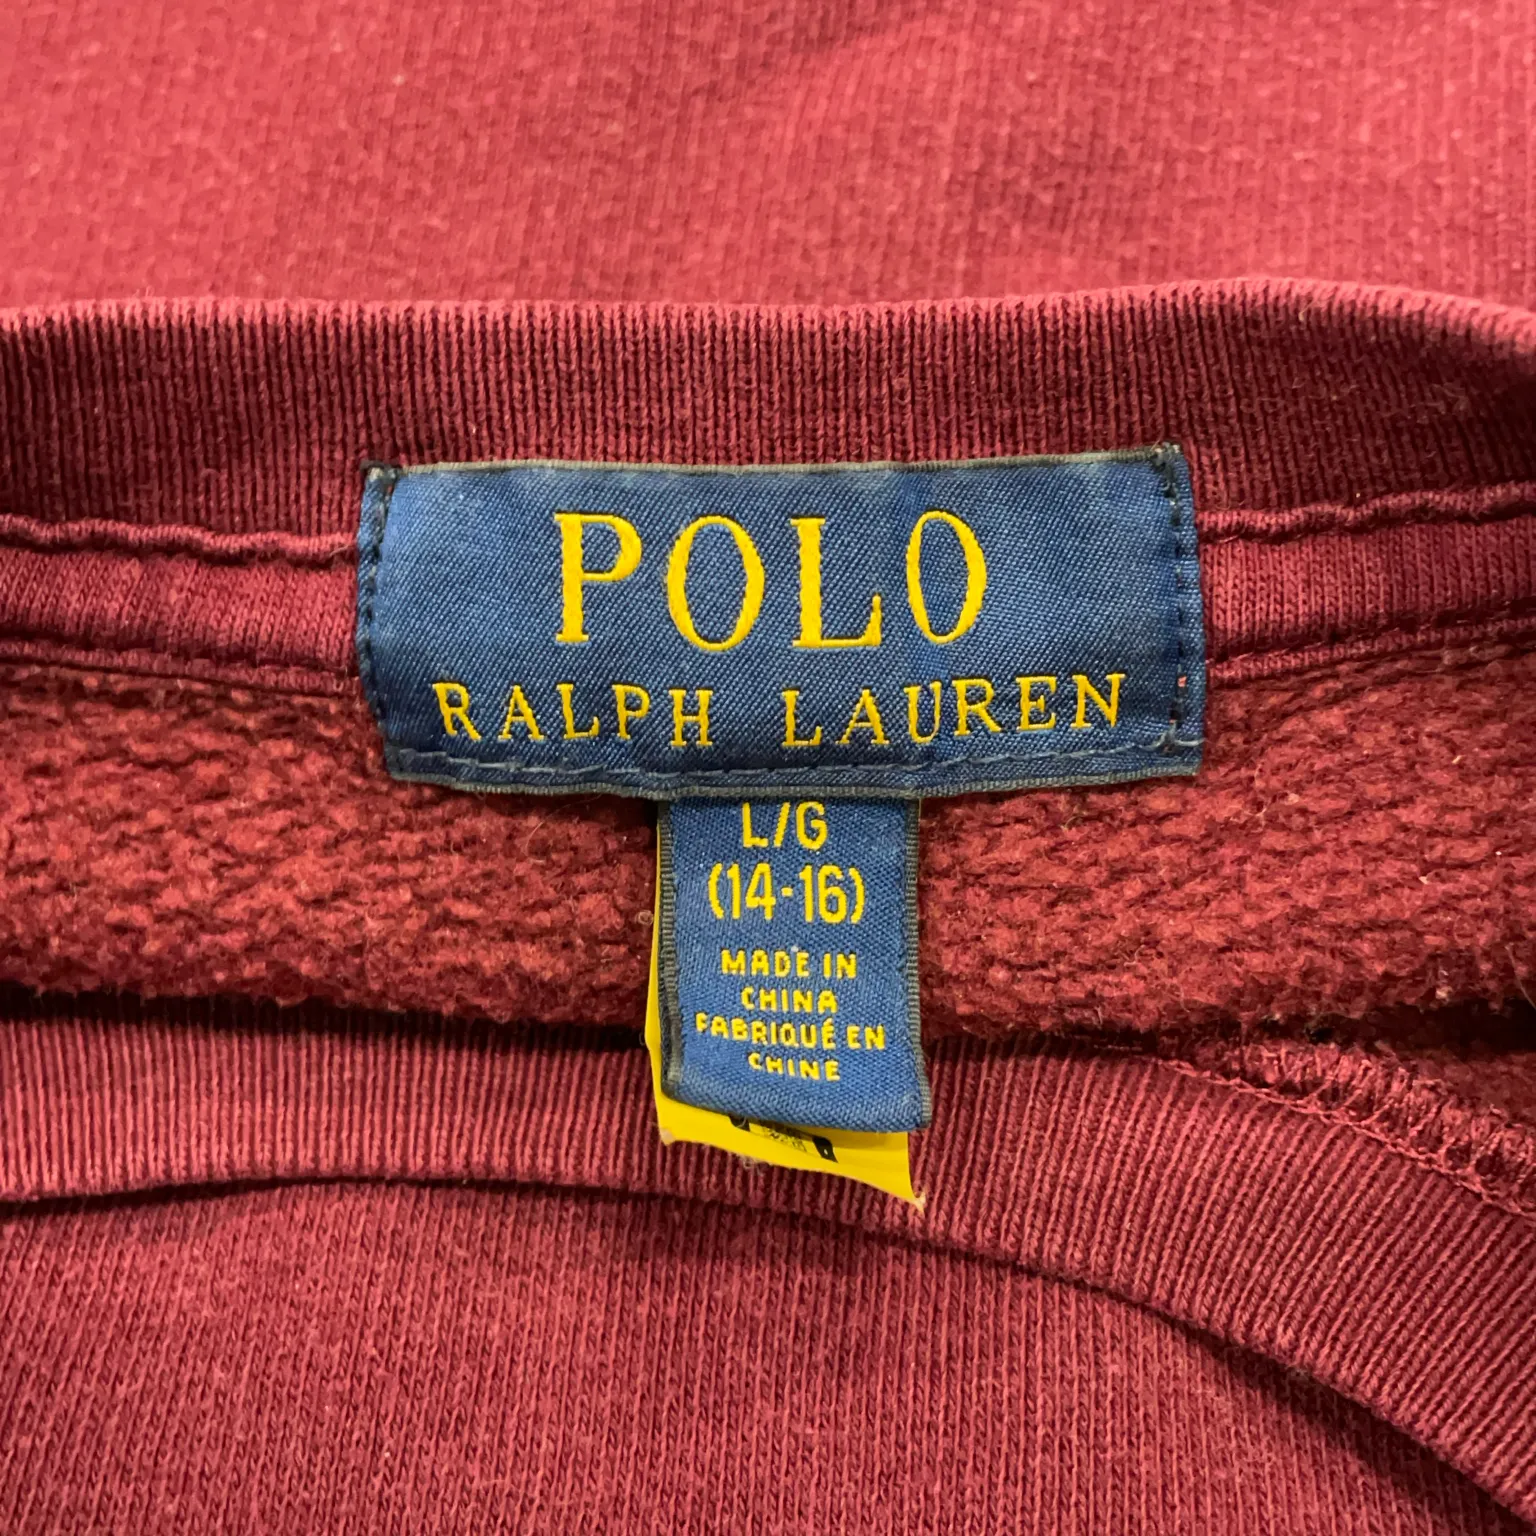 POLO
RALPH LAUREN
L/G
(14-16)
MADE IN
CHINA
FABRIQUÉ EN
CHINE